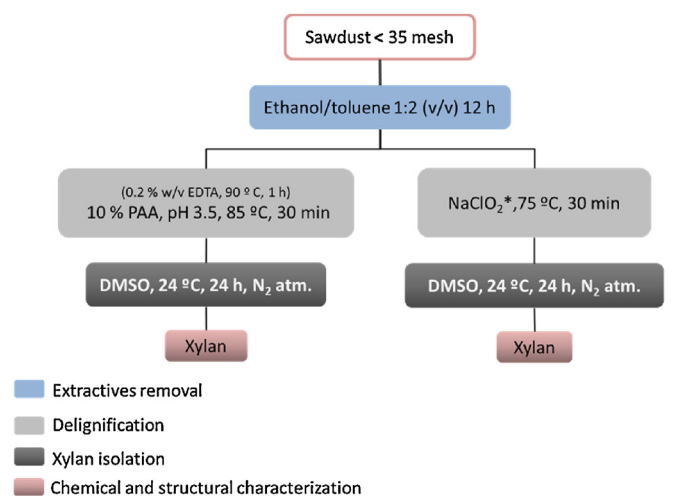 Sawdust < 35 mesh
Ethanol/toluene 1:2 (v/v) 12 h
(0.2 % w/v EDTA, 90 º C, 1 h)
10 % PAA, pH 3.5, 85 ºC, 30 min
NaClO₂*,75 ºC, 30 min
DMSO, 24 ºC, 24 h, N₂ atm.
DMSO, 24 ºC, 24 h, N₂ atm.
Xylan
Xylan
Extractives removal
Delignification
Xylan isolation
Chemical and structural characterization